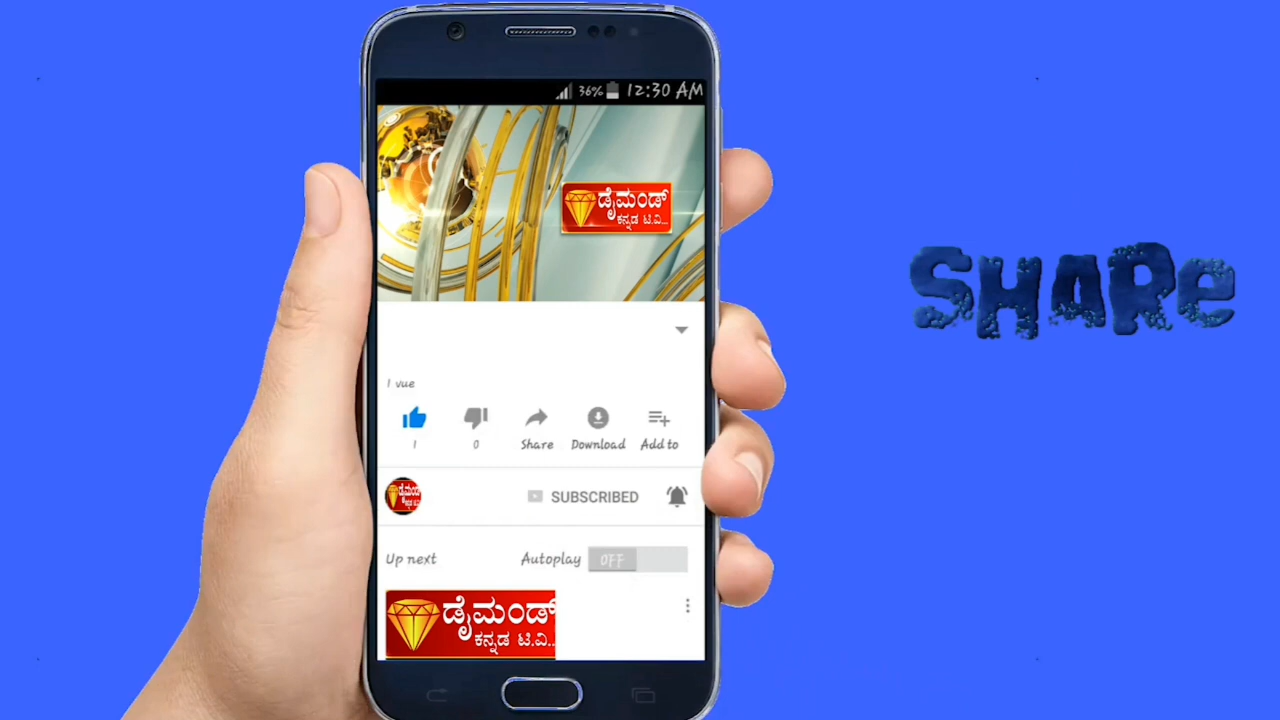 36% 12:30 AM
ಡೈಮಂಡ್
ಕನ್ನಡ ಟಿ.ವಿ...
SHARe
1 vue
1 0 Share Download Add to
SUBSCRIBED
Up next Autoplay OFF
ಡೈಮಂಡ್
ಕನ್ನಡ ಟಿ.ವಿ..